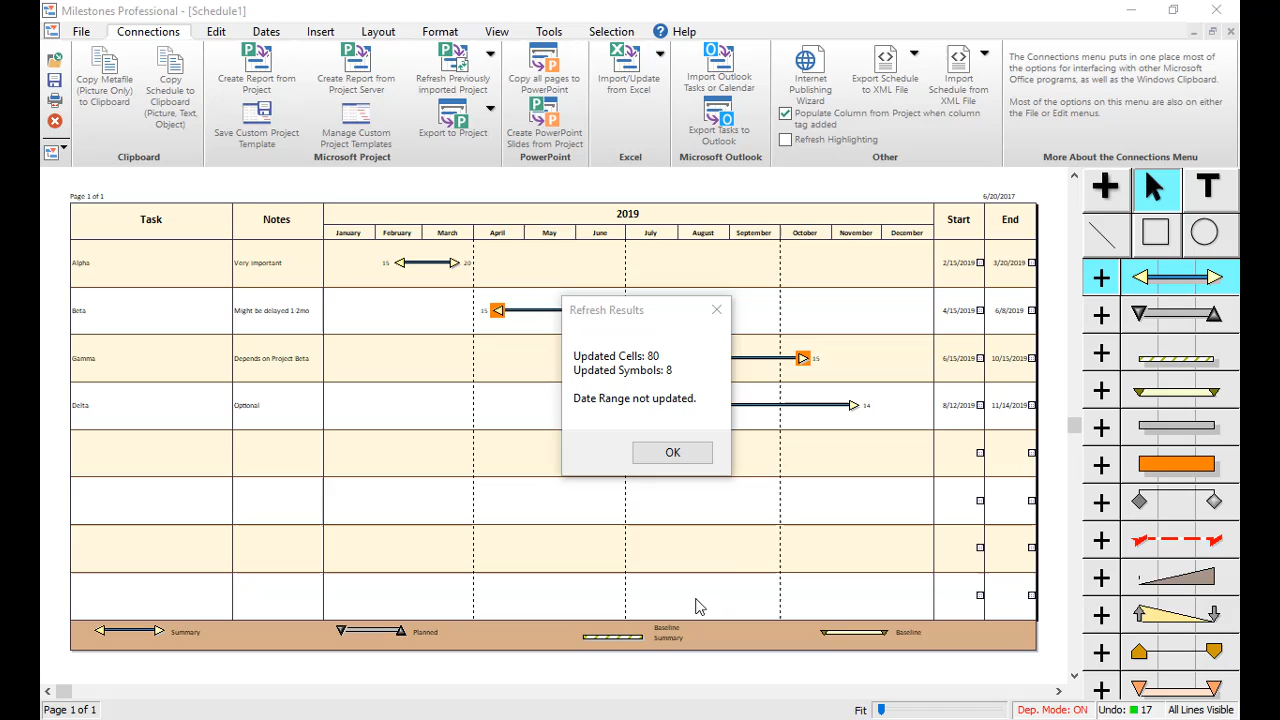 Milestones Professional - [Schedule1]
File Connections Edit Dates Insert Layout Format View Tools Selection Help
Copy Metafile (Picture Only) to Clipboard
Copy Schedule to Clipboard (Picture, Text, Object)
Clipboard
Create Report from Project
Save Custom Project Template
Create Report from Project Server
Manage Custom Project Templates
Refresh Previously imported Project
Export to Project
Microsoft Project
Copy all pages to PowerPoint
Create PowerPoint Slides from Project
PowerPoint
Import/Update from Excel
Excel
Import Outlook Tasks or Calendar
Export Tasks to Outlook
Microsoft Outlook
Internet Publishing Wizard
Export Schedule to XML File
Import Schedule from XML File
Populate Column from Project when column tag added
Refresh Highlighting
Other
The Connections menu puts in one place most of the options for interfacing with other Microsoft Office programs, as well as the Windows Clipboard.
Most of the options on this menu are also on either the File or Edit menus.
More About the Connections Menu
Page 1 of 1
6/20/2017
Task Notes 2019 Start End
January February March April May June July August September October November December
Alpha Very Important 15 20 2/15/2019 3/20/2019
Beta Might be delayed 1-2mo 15 4/15/2019 6/8/2019
Gamma Depends on Project Beta 15 6/15/2019 10/15/2019
Delta Optional 14 8/12/2019 11/14/2019
Refresh Results
Updated Cells: 80
Updated Symbols: 8
Date Range not updated.
OK
Summary Planned Baseline Summary Baseline
Page 1 of 1 Fit Dep. Mode: ON Undo: 17 All Lines Visible